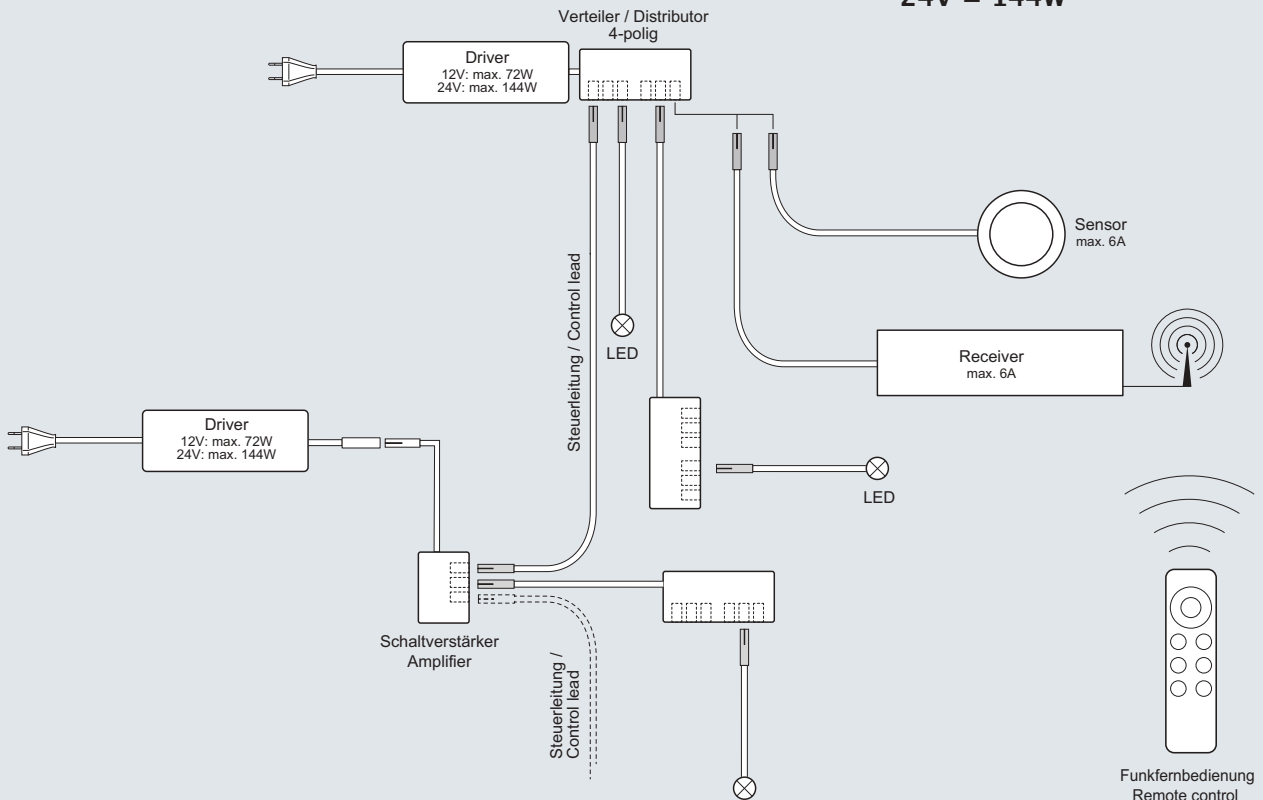 24V = 144W
Verteiler / Distributor
4-polig
Driver
12V: max. 72W
24V: max. 144W
Sensor
max. 6A
Steuerleitung / Control lead
LED
Receiver
max. 6A
Driver
12V: max. 72W
24V: max. 144W
LED
Schaltverstärker
Amplifier
Steuerleitung /
Control lead
Funkfernbedienung
Remote control